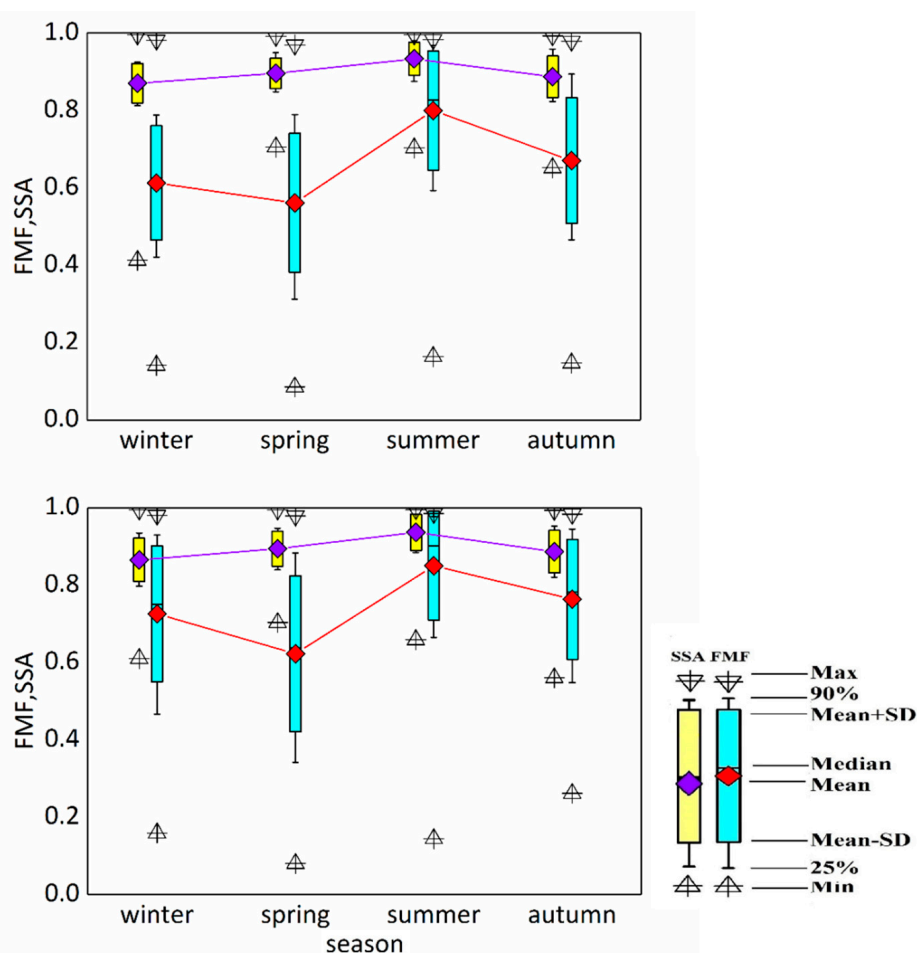 1.0
0.8
0.6
0.4
0.2
0.0
FMF,SSA
winter spring summer autumn
1.0
0.8
0.6
0.4
0.2
0.0
FMF,SSA
winter spring summer autumn
season
SSA FMF
Max
90%
Mean+SD
Median
Mean
Mean-SD
25%
Min